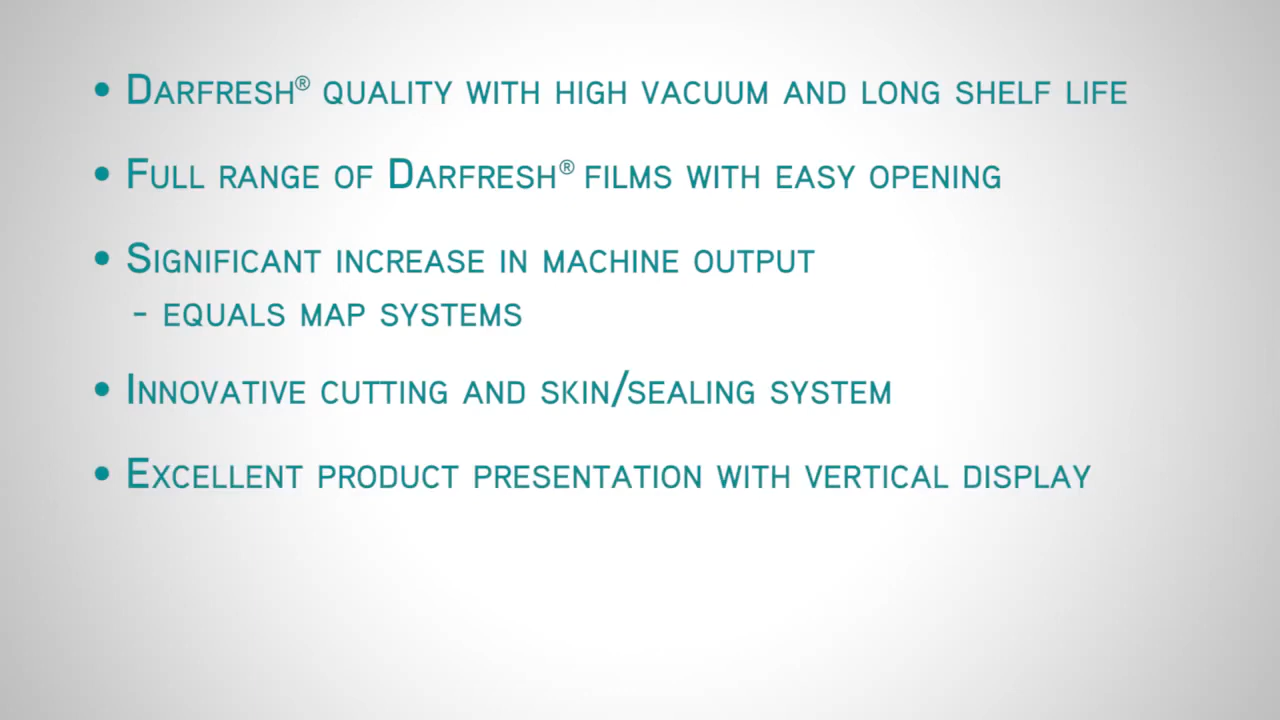 • Darfresh® quality with high vacuum and long shelf life
• Full range of Darfresh® films with easy opening
• Significant increase in machine output
- equals map systems
• Innovative cutting and skin/sealing system
• Excellent product presentation with vertical display